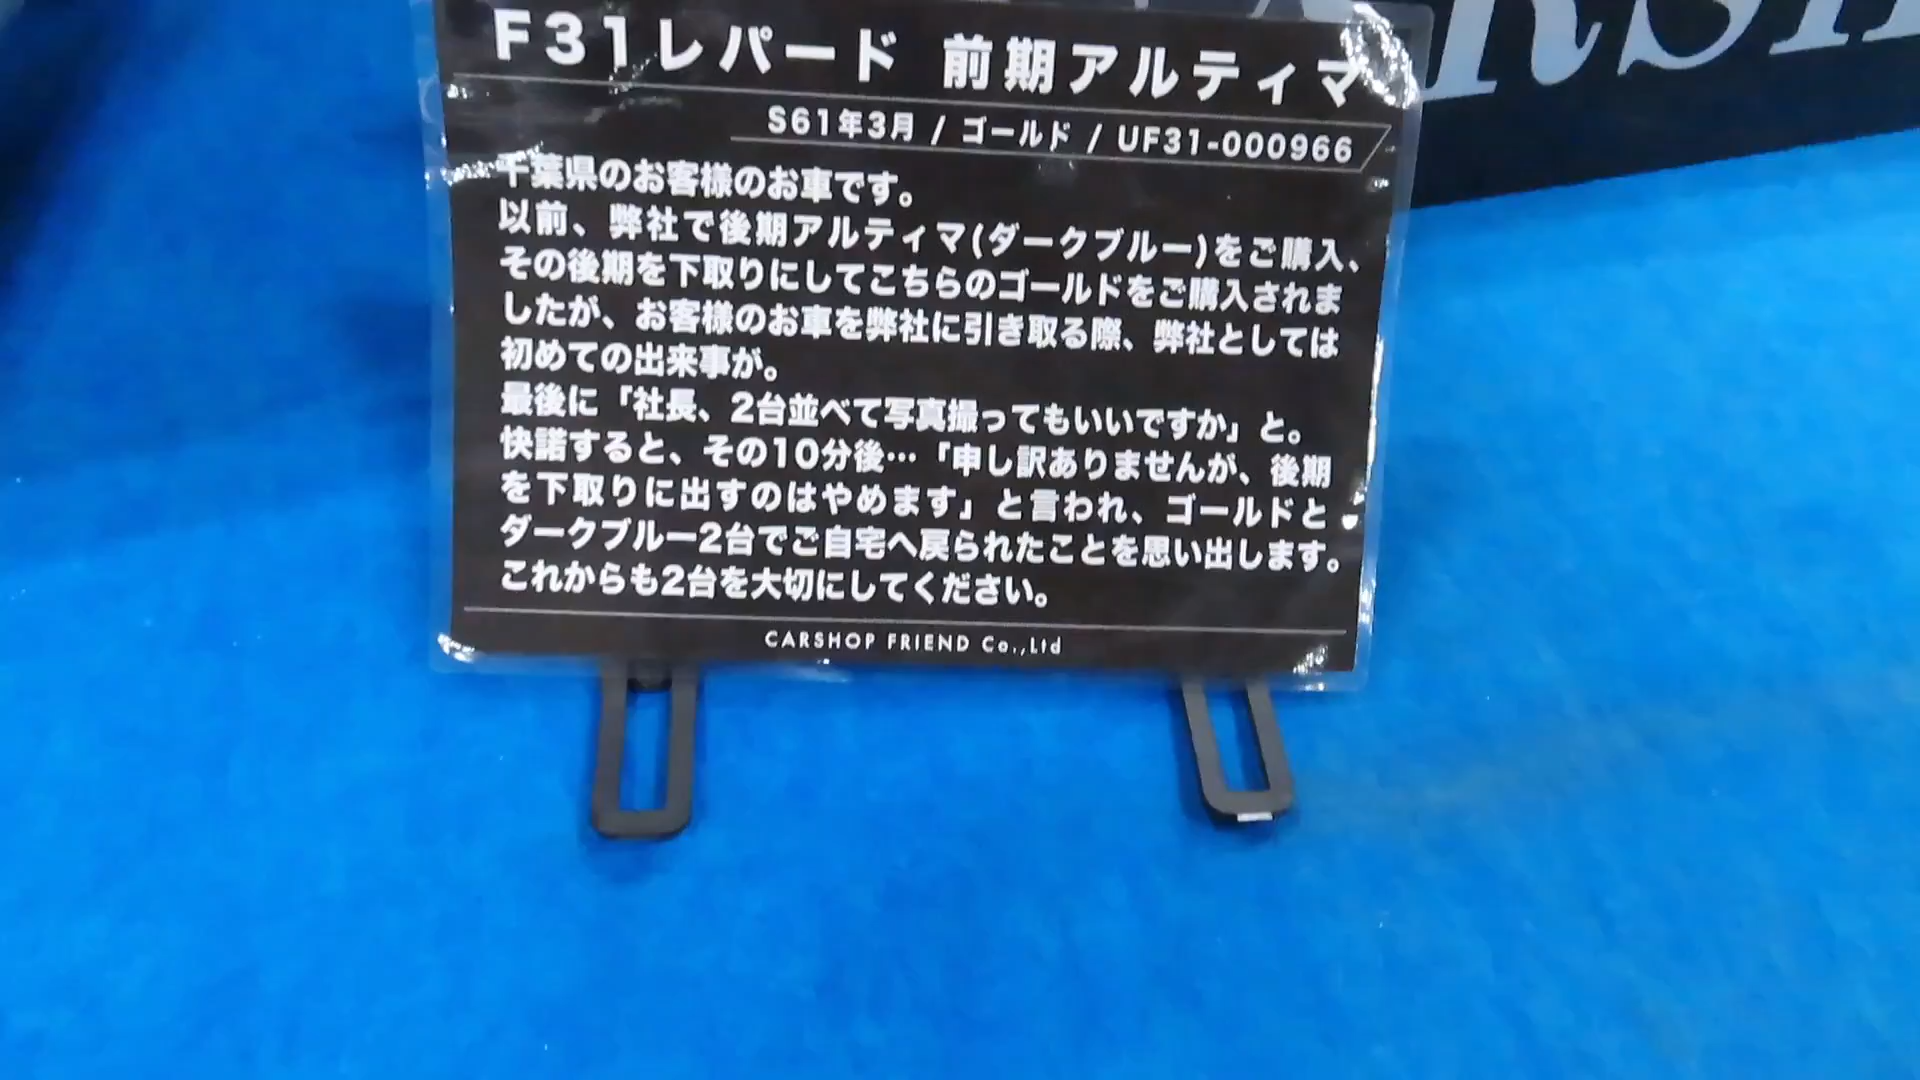 F31レパード 前期アルティマ
S61年3月 / ゴールド / UF31-000966
千葉県のお客様のお車です。
以前、弊社で後期アルティマ(ダークブルー)をご購入、
その後期を下取りにしてこちらのゴールドをご購入されま
したが、お客様のお車を弊社に引き取る際、弊社としては
初めての出来事が。
最後に「社長、2台並べて写真撮ってもいいですか」と。
快諾すると、その10分後…「申し訳ありませんが、後期
を下取りに出すのはやめます」と言われ、ゴールドと
ダークブルー2台でご自宅へ戻られたことを思い出します。
これからも2台を大切にしてください。
CARSHOP FRIEND Co.,Ltd